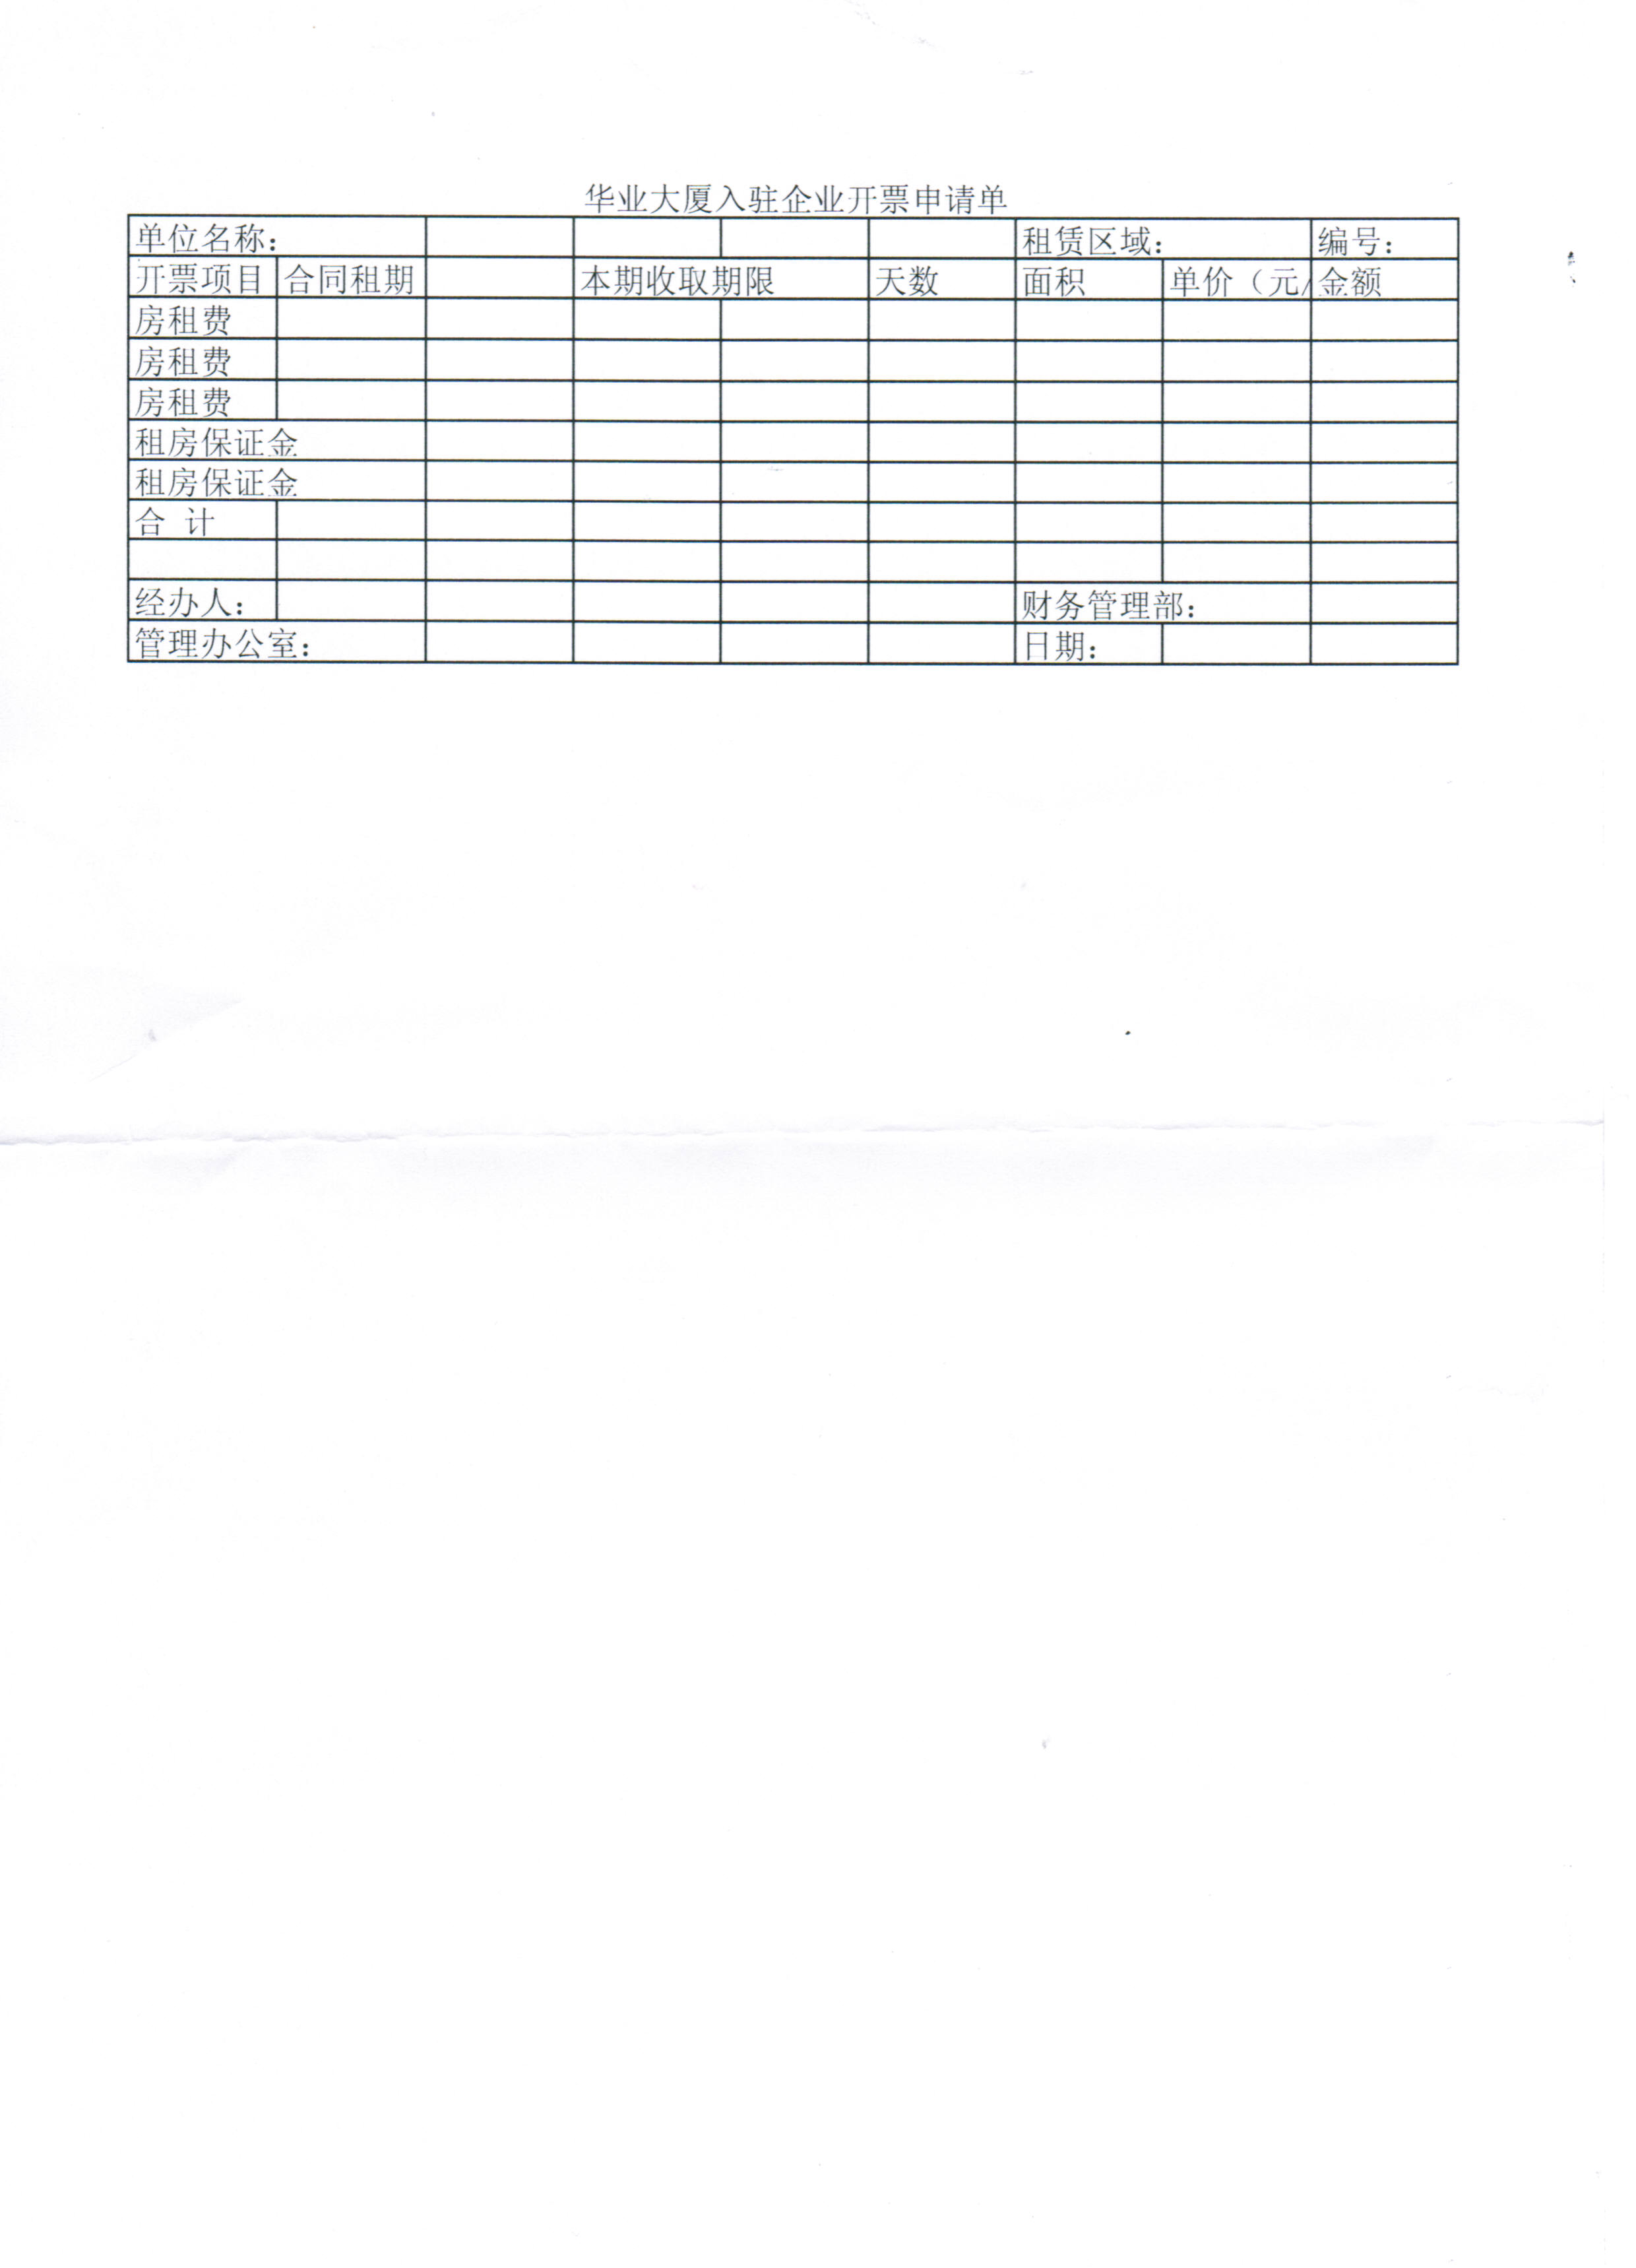 华业大厦入驻企业开票申请单
单位名称： 租赁区域： 编号：
开票项目 合同租期 本期收取期限 天数 面积 单价（元/ 金额
房租费
房租费
房租费
租房保证金
租房保证金
合 计
经办人： 财务管理部：
管理办公室： 日期：